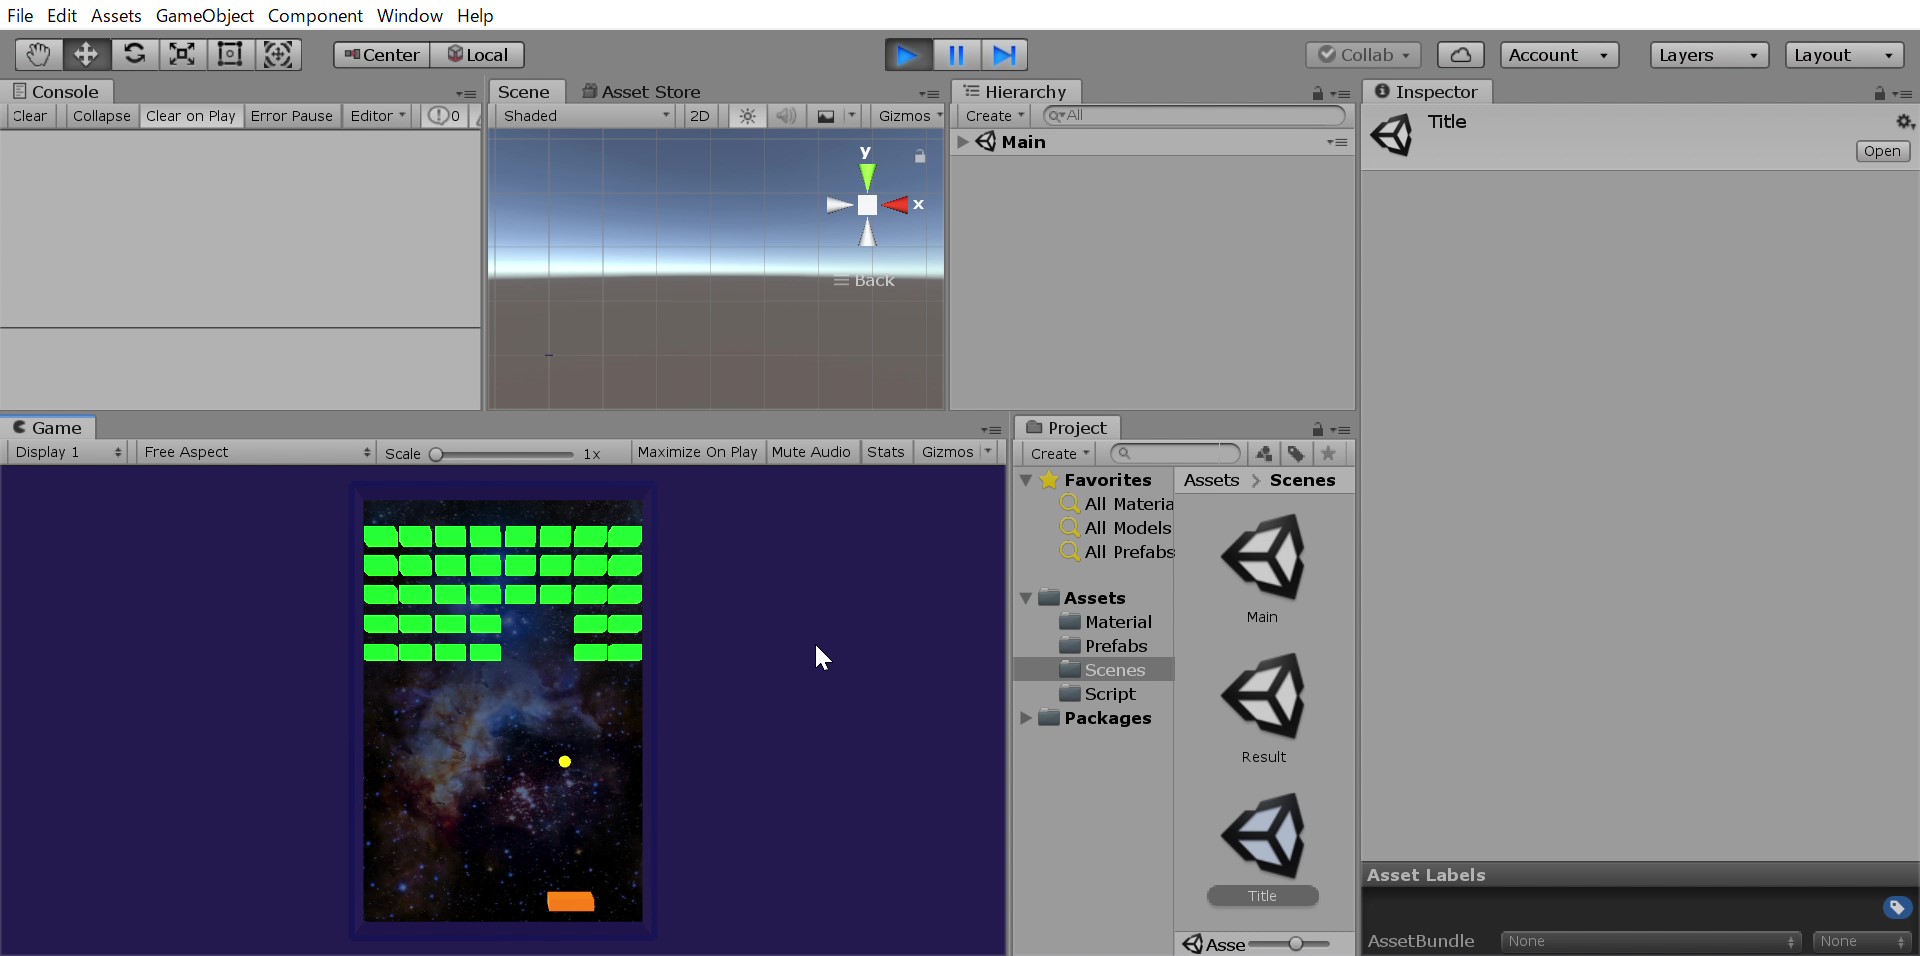 File Edit Assets GameObject Component Window Help
Center Local Collab Account Layers Layout
Console
Clear Collapse Clear on Play Error Pause Editor 0
Scene Asset Store
Shaded 2D Gizmos
y
x
Back
Hierarchy
Create All
Main
Inspector
Title
Open
Game
Display 1 Free Aspect Scale 1x Maximize On Play Mute Audio Stats Gizmos
Project
Create
Favorites
All Materia
All Models
All Prefabs
Assets
Material
Prefabs
Scenes
Script
Packages
Assets Scenes
Main
Result
Title
Asse
Asset Labels
AssetBundle None None